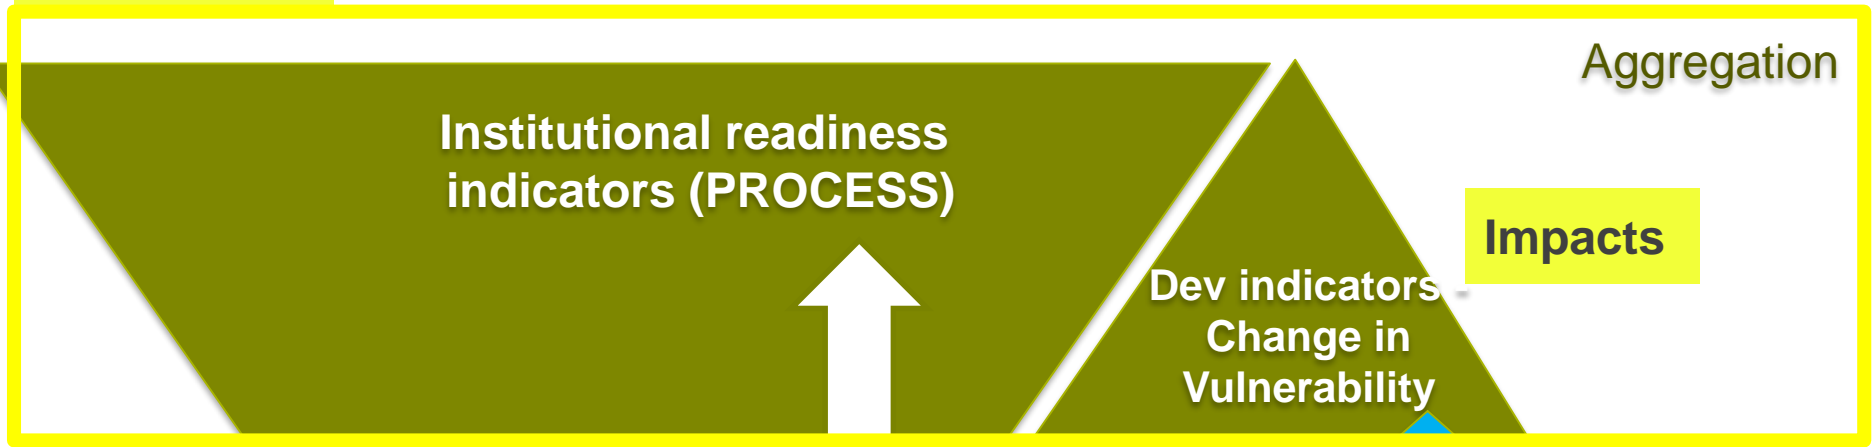 Aggregation
Institutional readiness
indicators (PROCESS)
Impacts
Dev indicators -
Change in
Vulnerability